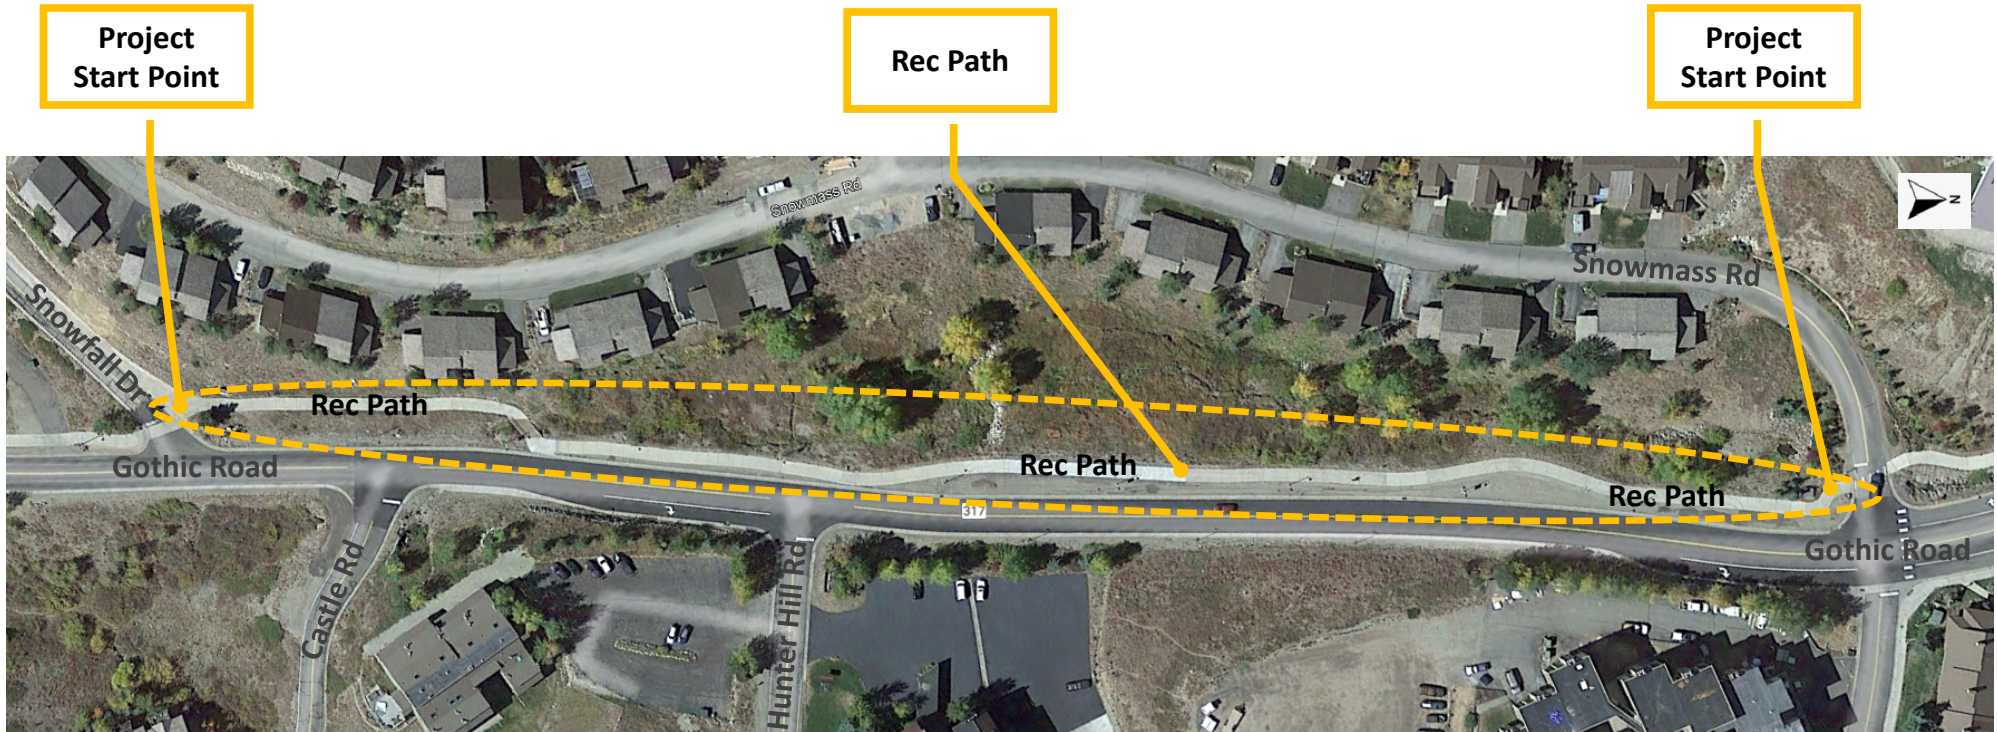 Project
Start Point
Rec Path
Project
Start Point
N
Snowmass Rd
Snowmass Rd
Snowfall Dr
Rec Path
Gothic Road
Rec Path
Rec Path
317
Gothic Road
Castle Rd
Hunter Hill Rd